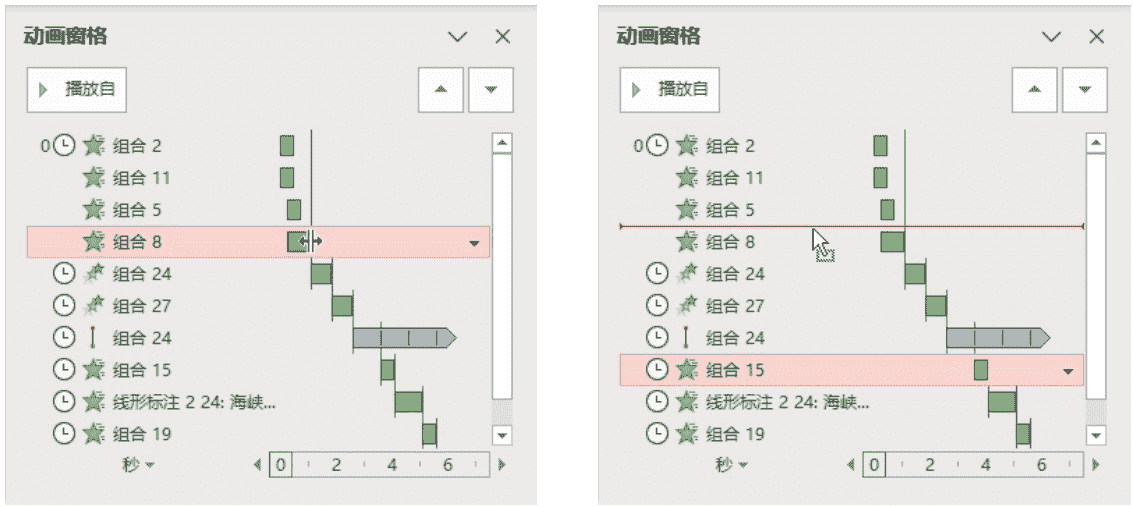 动画窗格
播放自
0 组合 2
组合 11
组合 5
组合 8
组合 24
组合 27
组合 24
组合 15
线形标注 2 24: 海峡...
组合 19
秒 0 2 4 6
动画窗格
播放自
0 组合 2
组合 11
组合 5
组合 8
组合 24
组合 27
组合 24
组合 15
线形标注 2 24: 海峡...
组合 19
秒 0 2 4 6